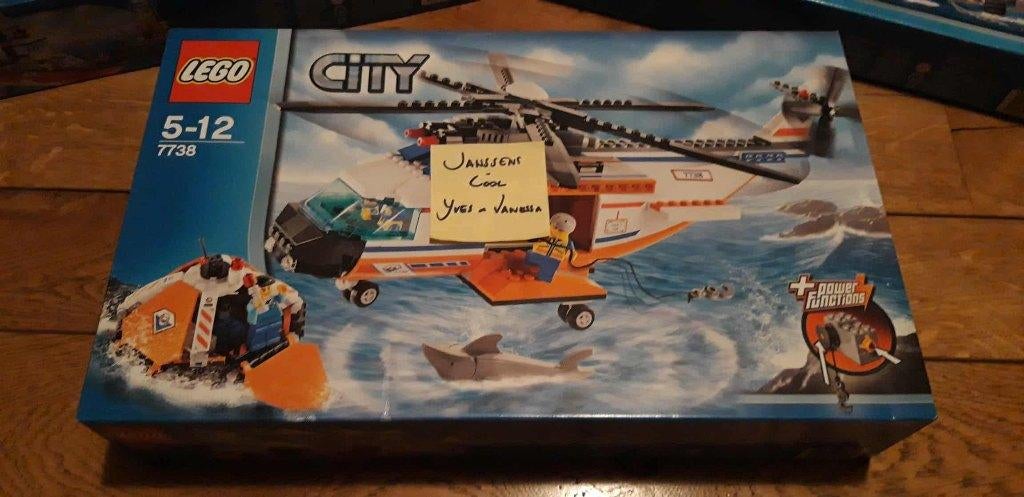 LEGO
CITY
5-12
7738
JANSSENS
-
COOL
YVES - VANESSA
7738
+power
FUNCTIONS